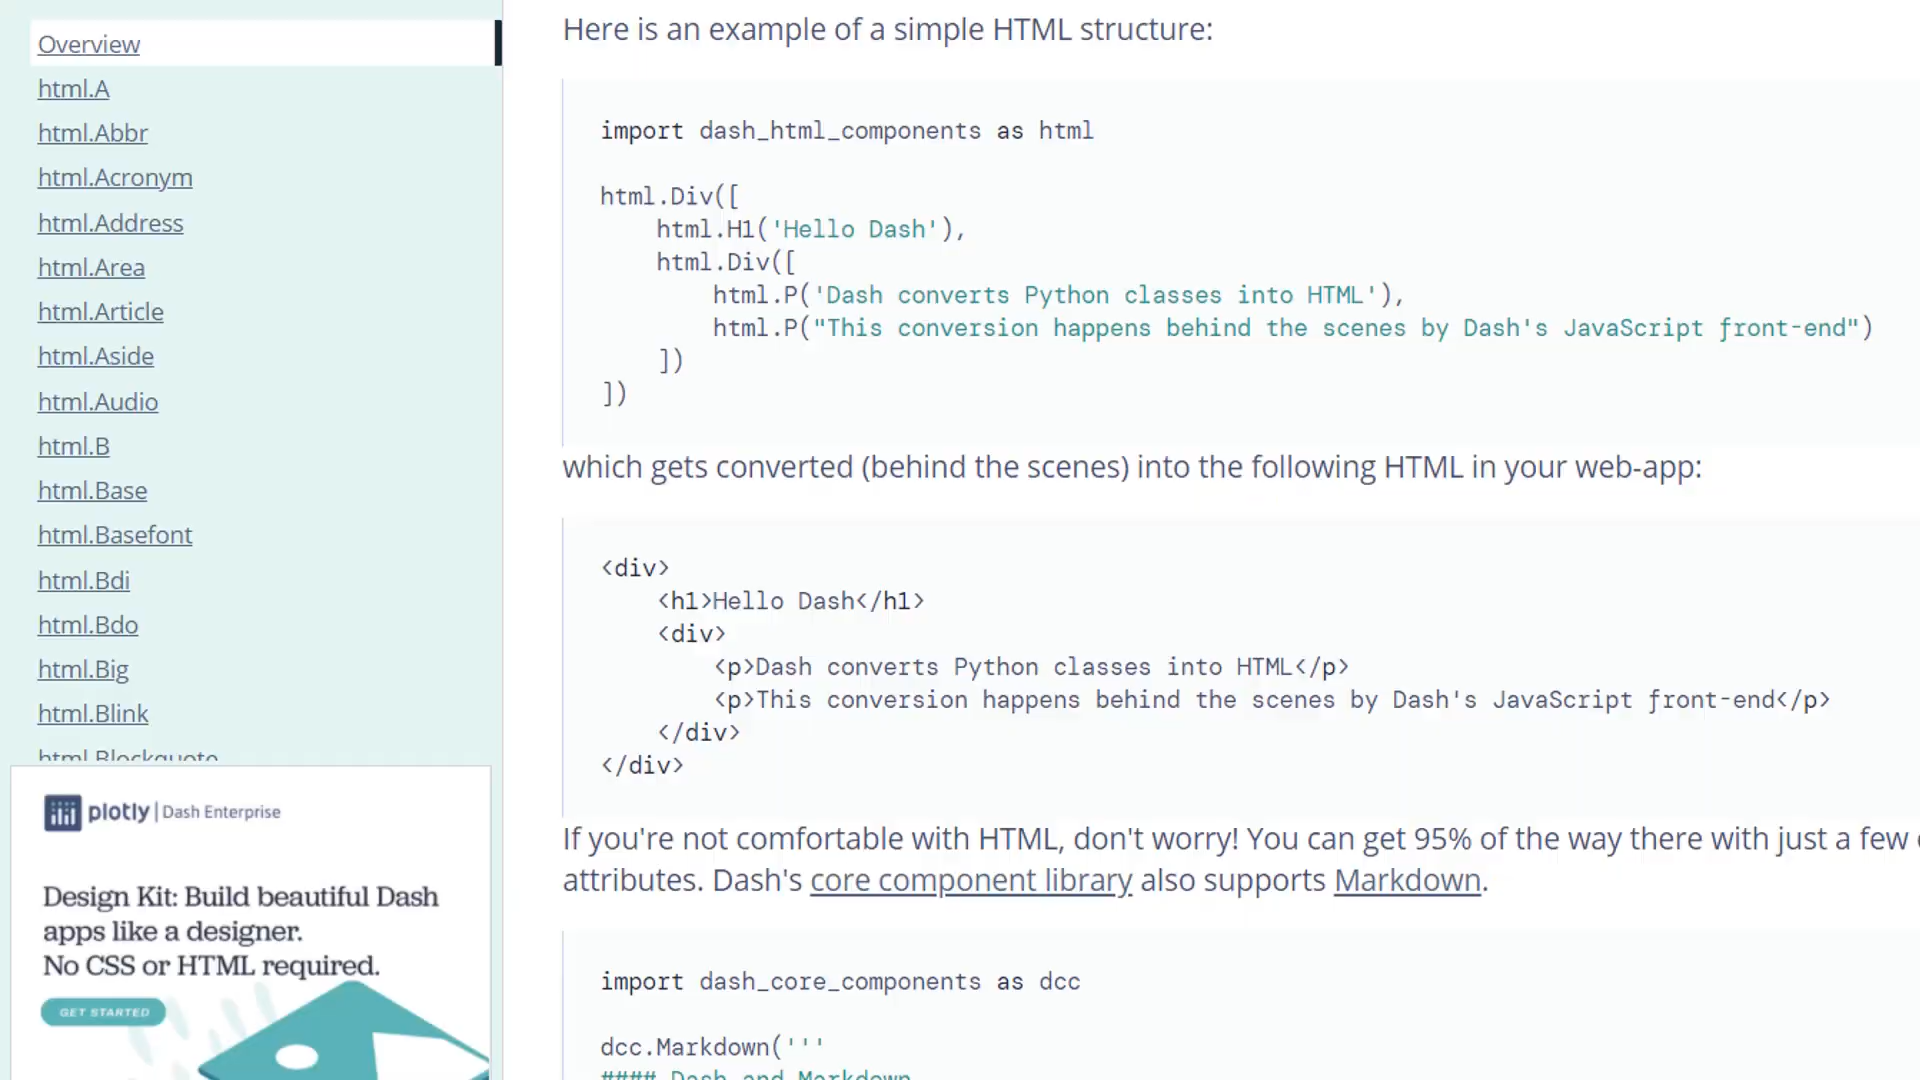 Overview
html.A
html.Abbr
html.Acronym
html.Address
html.Area
html.Article
html.Aside
html.Audio
html.B
html.Base
html.Basefont
html.Bdi
html.Bdo
html.Big
html.Blink
html.Blockquote
plotly | Dash Enterprise
Design Kit: Build beautiful Dash
apps like a designer.
No CSS or HTML required.
GET STARTED
Here is an example of a simple HTML structure:
import dash_html_components as html
html.Div([
    html.H1('Hello Dash'),
    html.Div([
        html.P('Dash converts Python classes into HTML'),
        html.P("This conversion happens behind the scenes by Dash's JavaScript front-end")
    ])
])
which gets converted (behind the scenes) into the following HTML in your web-app:
<div>
    <h1>Hello Dash</h1>
    <div>
        <p>Dash converts Python classes into HTML</p>
        <p>This conversion happens behind the scenes by Dash's JavaScript front-end</p>
    </div>
</div>
If you're not comfortable with HTML, don't worry! You can get 95% of the way there with just a few
attributes. Dash's core component library also supports Markdown.
import dash_core_components as dcc
dcc.Markdown('''
#### Dash and Markdown